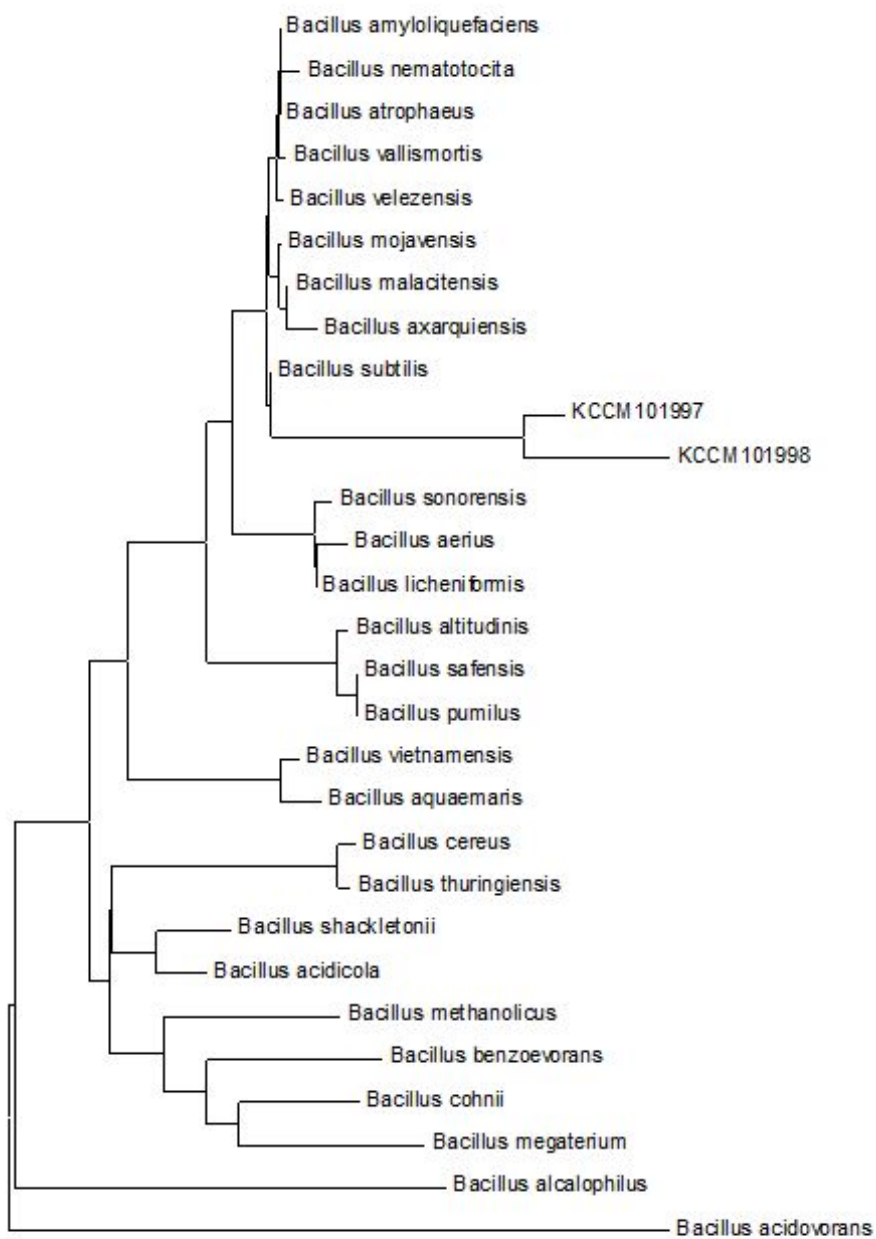 Bacillus amyloliquefaciens
Bacillus nematotocita
Bacillus atrophaeus
Bacillus vallismortis
Bacillus velezensis
Bacillus mojavensis
Bacillus malacitensis
Bacillus axarquiensis
Bacillus subtilis
KCCM101997
KCCM101998
Bacillus sonorensis
Bacillus aerius
Bacillus licheniformis
Bacillus altitudinis
Bacillus safensis
Bacillus pumilus
Bacillus vietnamensis
Bacillus aquaemaris
Bacillus cereus
Bacillus thuringiensis
Bacillus shackletonii
Bacillus acidicola
Bacillus methanolicus
Bacillus benzoevorans
Bacillus cohnii
Bacillus megaterium
Bacillus alcalophilus
Bacillus acidovorans